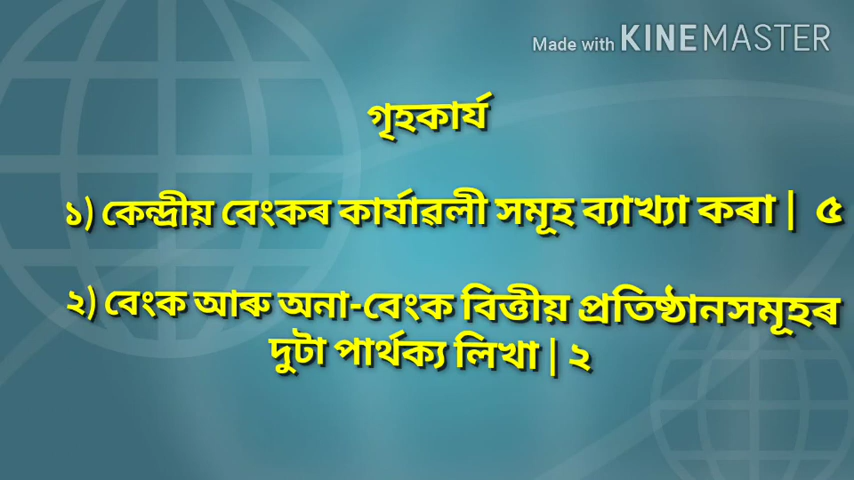 Made with KINEMASTER
গৃহকাৰ্য
১) কেন্দ্ৰীয় বেংকৰ কাৰ্যাৱলী সমূহ ব্যাখ্যা কৰা | ৫
২) বেংক আৰু অনা-বেংক বিত্তীয় প্ৰতিষ্ঠানসমূহৰ
দুটা পাৰ্থক্য লিখা | ২